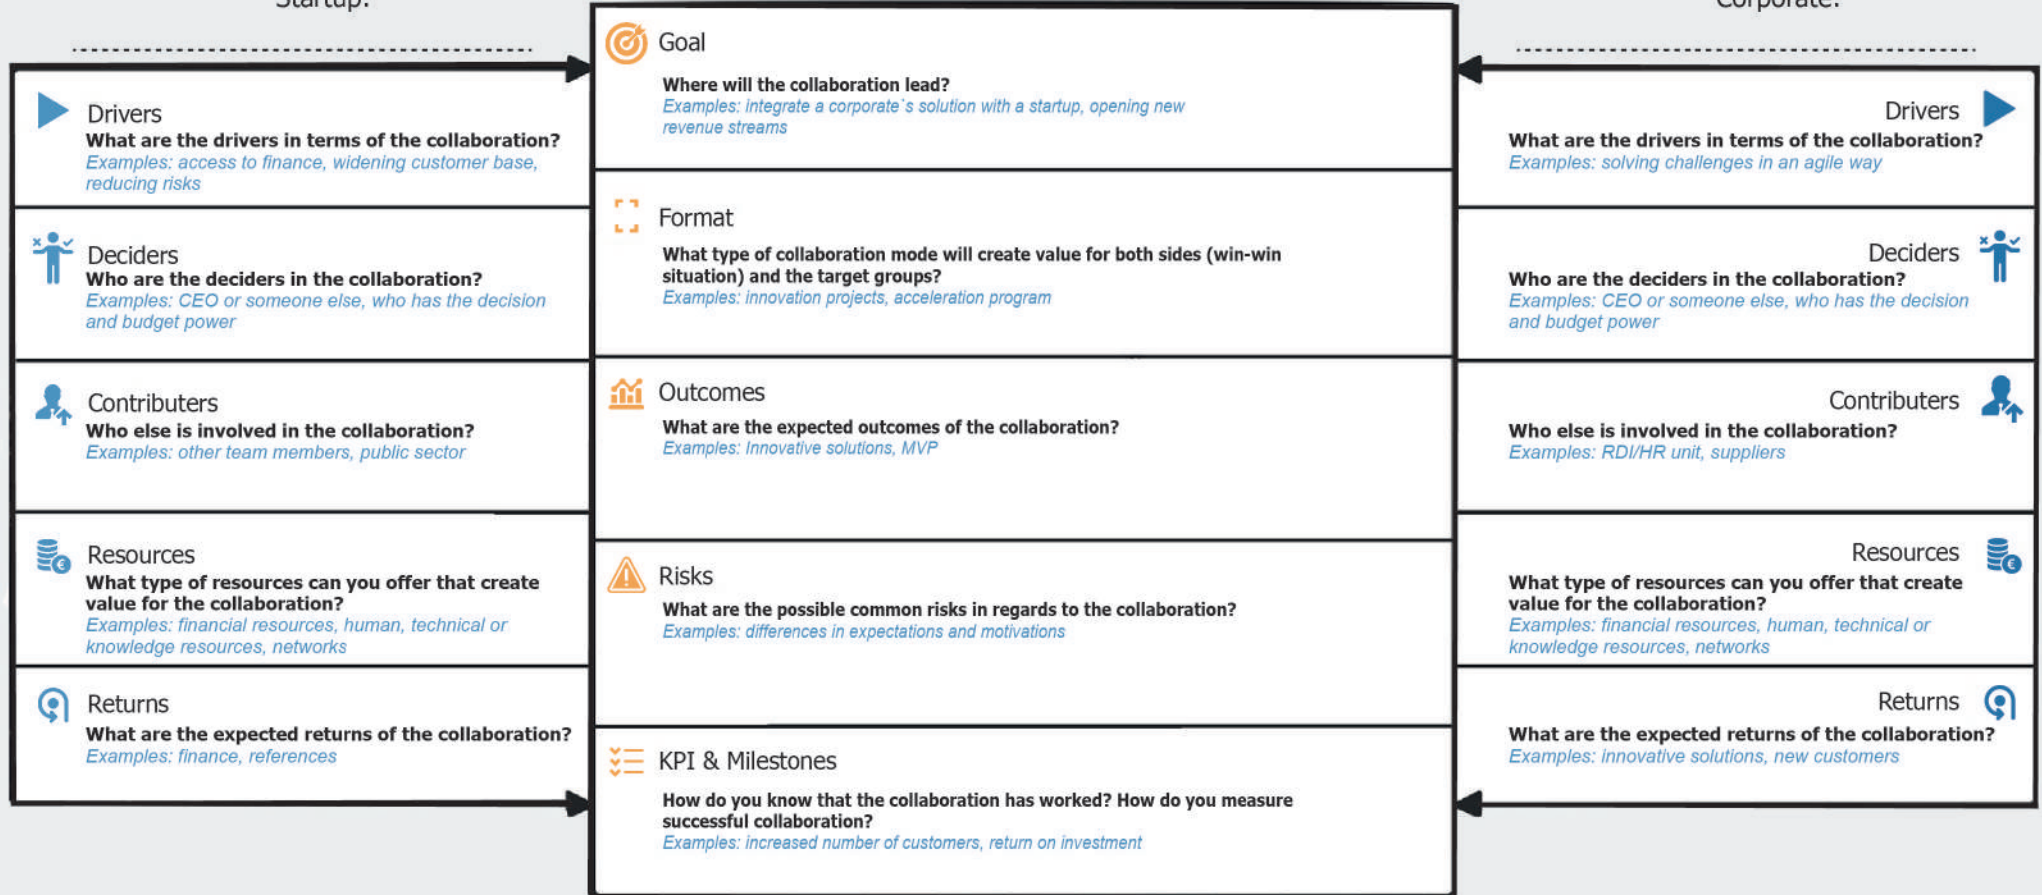 Startup:
Drivers
What are the drivers in terms of the collaboration?
Examples: access to finance, widening customer base,
reducing risks
Deciders
Who are the deciders in the collaboration?
Examples: CEO or someone else, who has the decision
and budget power
Contributers
Who else is involved in the collaboration?
Examples: other team members, public sector
Resources
What type of resources can you offer that create
value for the collaboration?
Examples: financial resources, human, technical or
knowledge resources, networks
Returns
What are the expected returns of the collaboration?
Examples: finance, references
Goal
Where will the collaboration lead?
Examples: integrate a corporate´s solution with a startup, opening new
revenue streams
Format
What type of collaboration mode will create value for both sides (win-win
situation) and the target groups?
Examples: innovation projects, acceleration program
Outcomes
What are the expected outcomes of the collaboration?
Examples: Innovative solutions, MVP
Risks
What are the possible common risks in regards to the collaboration?
Examples: differences in expectations and motivations
KPI & Milestones
How do you know that the collaboration has worked? How do you measure
successful collaboration?
Examples: increased number of customers, return on investment
Corporate:
Drivers
What are the drivers in terms of the collaboration?
Examples: solving challenges in an agile way
Deciders
Who are the deciders in the collaboration?
Examples: CEO or someone else, who has the decision
and budget power
Contributers
Who else is involved in the collaboration?
Examples: RDI/HR unit, suppliers
Resources
What type of resources can you offer that create
value for the collaboration?
Examples: financial resources, human, technical or
knowledge resources, networks
Returns
What are the expected returns of the collaboration?
Examples: innovative solutions, new customers